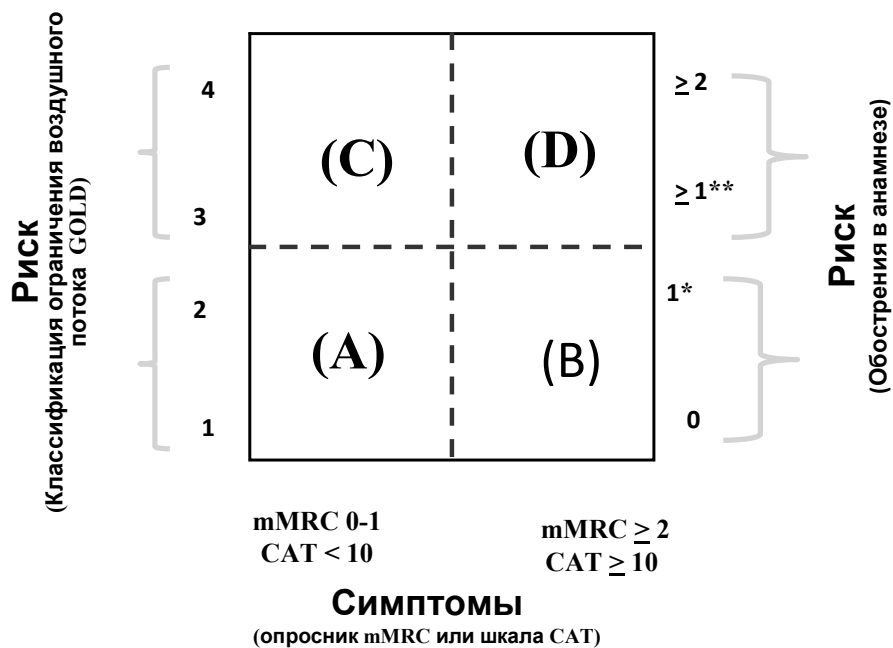 Риск
(Классификация ограничения воздушного
потока GOLD)
4
3
2
1
(C)
(D)
(A)
(B)
≥ 2
≥ 1**
1*
0
Риск
(Обострения в анамнезе)
mMRC 0-1
CAT < 10
mMRC ≥ 2
CAT ≥ 10
Симптомы
(опросник mMRC или шкала CAT)